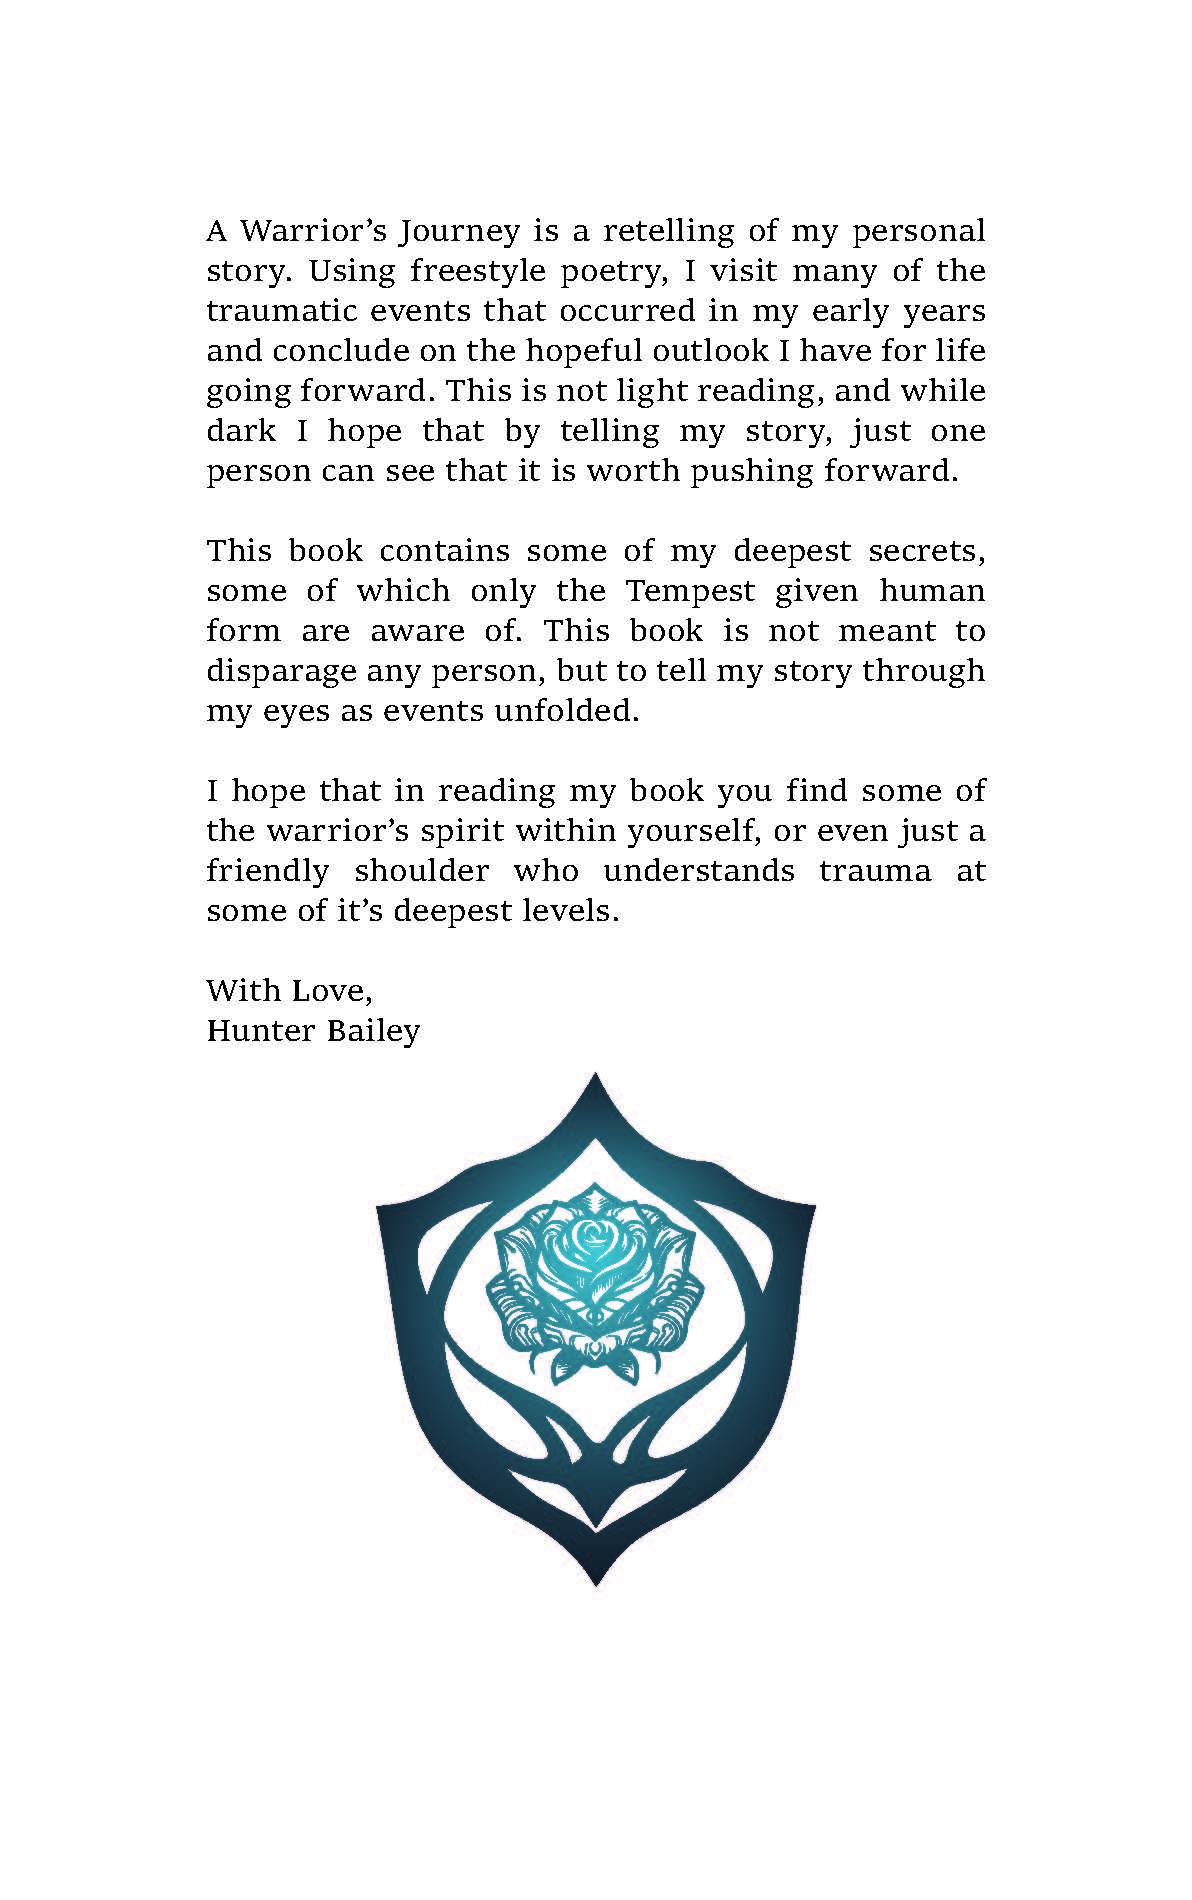 A Warrior’s Journey is a retelling of my personal
story. Using freestyle poetry, I visit many of the
traumatic events that occurred in my early years
and conclude on the hopeful outlook I have for life
going forward. This is not light reading, and while
dark I hope that by telling my story, just one
person can see that it is worth pushing forward.
This book contains some of my deepest secrets,
some of which only the Tempest given human
form are aware of. This book is not meant to
disparage any person, but to tell my story through
my eyes as events unfolded.
I hope that in reading my book you find some of
the warrior’s spirit within yourself, or even just a
friendly shoulder who understands trauma at
some of it’s deepest levels.
With Love,
Hunter Bailey